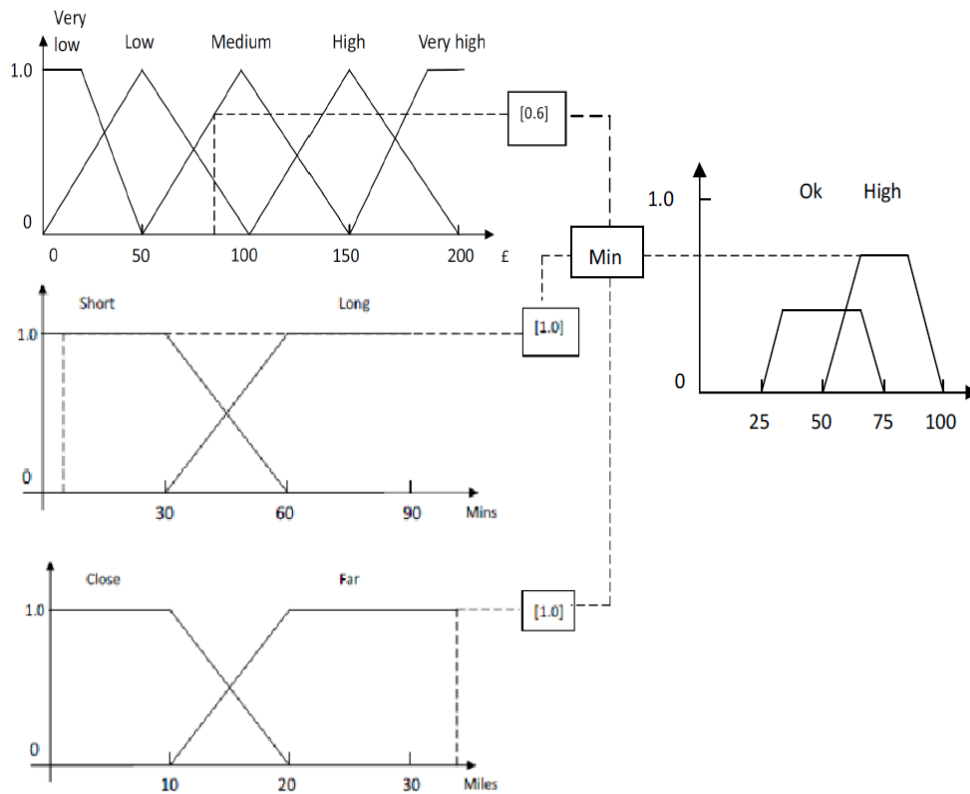 Very
low
Low
Medium
High
Very high
1.0
[0.6]
0
0
50
100
150
200
£
Short
Long
1.0
[1.0]
0
30
60
90
Mins
Close
Far
1.0
[1.0]
0
10
20
30
Miles
Min
Ok
High
1.0
0
25
50
75
100